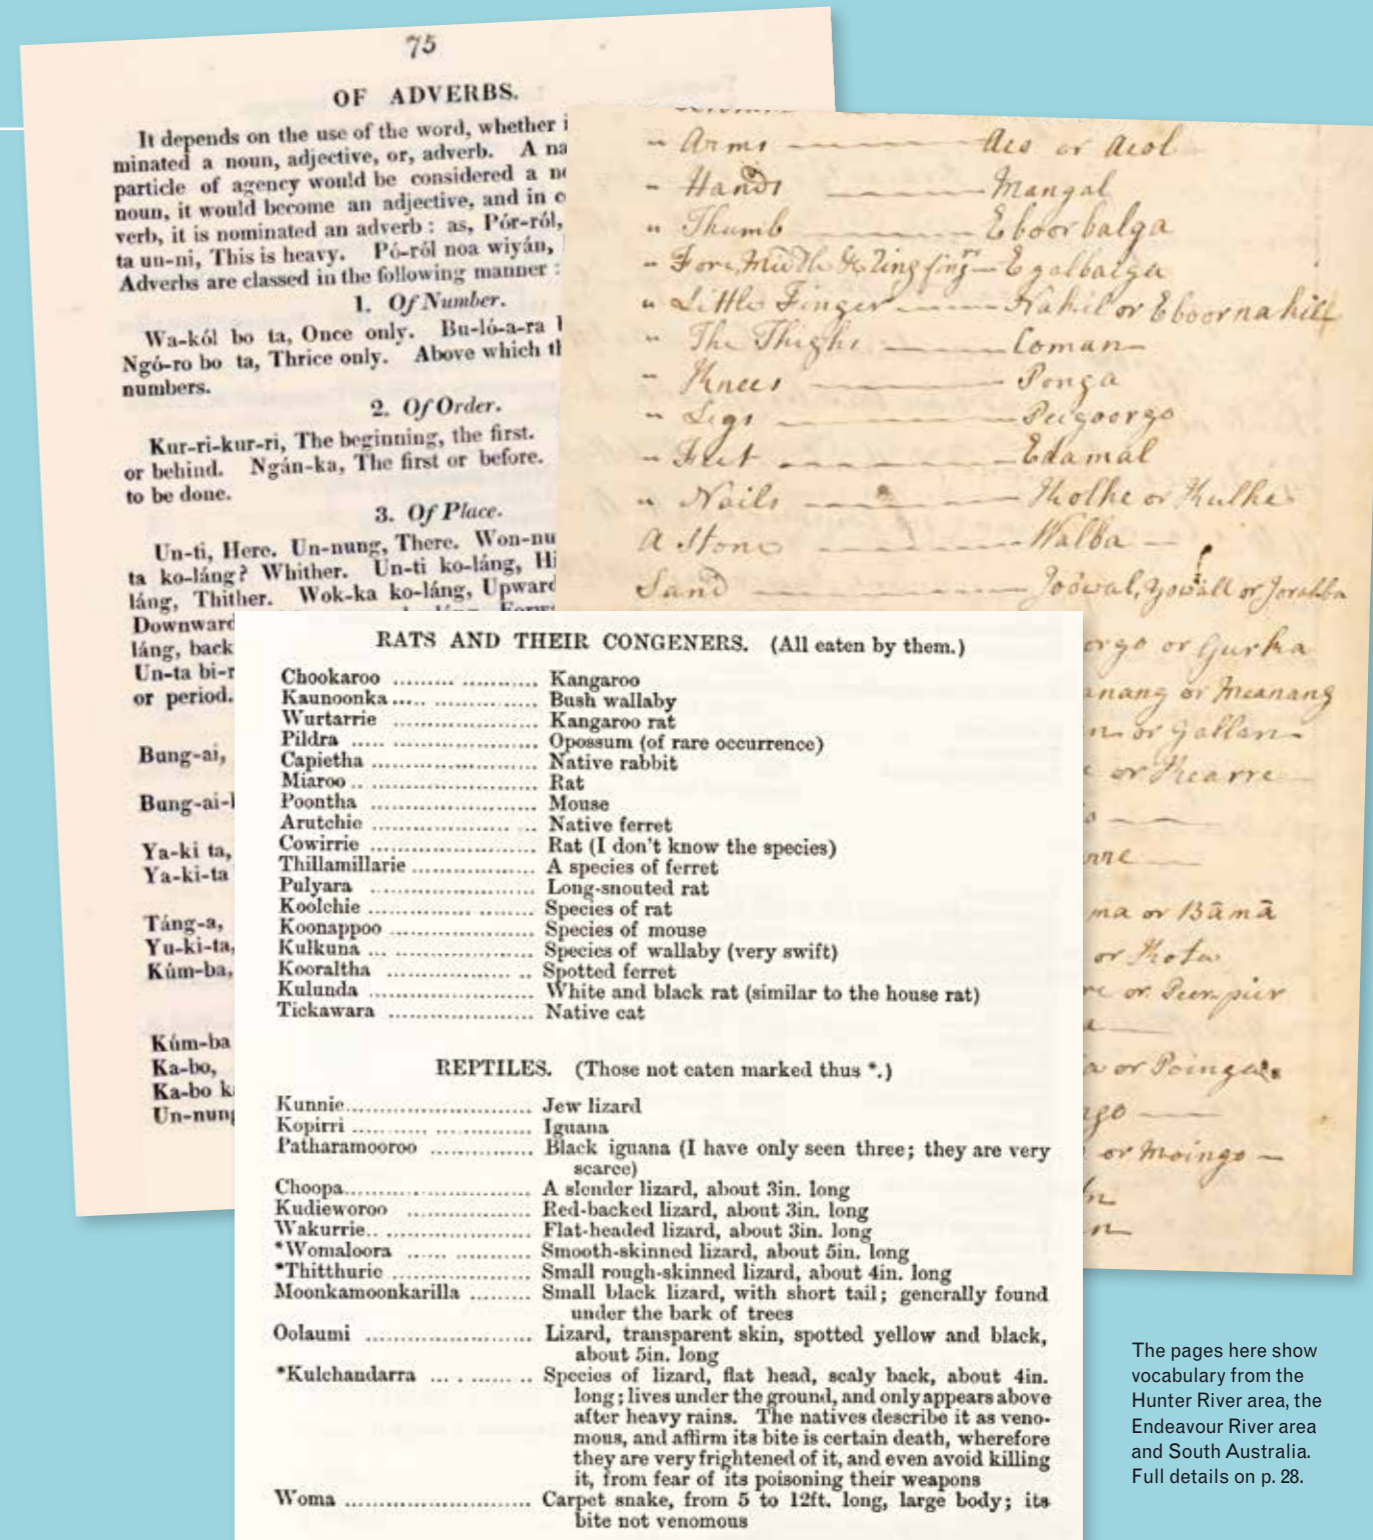 75
OF ADVERBS.
It depends on the use of the word, whether i
minated a noun, adjective, or, adverb. A na
particle of agency would be considered a n
noun, it would become an adjective, and in c
verb, it is nominated an adverb : as, Pór-ról,
ta un-ni, This is heavy. Pó-ról noa wiyán,
Adverbs are classed in the following manner :
1. Of Number.
Wa-kól bo ta, Once only. Bu-ló-a-ra
Ngó-ro bo ta, Thrice only. Above which th
numbers.
2. Of Order.
Kur-ri-kur-ri, The beginning, the first.
or behind. Ngán-ka, The first or before.
to be done.
3. Of Place.
Un-ti, Here. Un-nung, There. Won-nu
ta ko-láng? Whither. Un-ti ko-láng, Hi
láng, Thither. Wok-ka ko-láng, Upward
Downward
láng, back
Un-ta bi-r
or period.
Bung-ai,
Bung-ai-
Ya-ki ta,
Ya-ki-ta
Táng-a,
Yu-ki-ta,
Kúm-ba,
Kúm-ba
Ka-bo,
Ka-bo k
Un-nung
" Arms Aco or Acol
" Hands Mangal
" Thumb Eboorbalga
" Fore, Middle & Ring fingrs Egalbaiga
" Little Finger Nakil or Eboornakill
" The Thighs Coman
" Knees Ponga
" Legs Peegoorgo
" Feet Edamal
" Nails Kolke or Kulke
A Stone Walba
Sand Joowal, Yowall or Joralba
orgo or Gurka
anang or Meanang
n or Gallan
or Kearre
nne
ma or Bāmā
or Kota
re or Peer-pier
a or Poinga
go
or Moingo
n
RATS AND THEIR CONGENERS. (All eaten by them.)
Chookaroo .................... Kangaroo
Kaunoonka .................... Bush wallaby
Wurtarrie .................... Kangaroo rat
Pildra .................... Opossum (of rare occurrence)
Capietha .................... Native rabbit
Miaroo .................... Rat
Poontha .................... Mouse
Arutchie .................... Native ferret
Cowirrie .................... Rat (I don't know the species)
Thillamillarie .................... A species of ferret
Pulyara .................... Long-snouted rat
Koolchie .................... Species of rat
Koonappoo .................... Species of mouse
Kulkuna .................... Species of wallaby (very swift)
Kooraltha .................... Spotted ferret
Kulunda .................... White and black rat (similar to the house rat)
Tickawara .................... Native cat
REPTILES. (Those not eaten marked thus *.)
Kunnie .................... Jew lizard
Kopirri .................... Iguana
Patharamooroo .............. Black iguana (I have only seen three; they are very
scarce)
Choopa .................... A slender lizard, about 3in. long
Kudieworoo .................... Red-backed lizard, about 3in. long
Wakurrie .................... Flat-headed lizard, about 3in. long
*Womaloora .................... Smooth-skinned lizard, about 5in. long
*Thitthurie .................... Small rough-skinned lizard, about 4in. long
Moonkamoonkarilla ......... Small black lizard, with short tail; generally found
under the bark of trees
Oolaumi .................... Lizard, transparent skin, spotted yellow and black,
about 5in. long
*Kulchandarra .................... Species of lizard, flat head, scaly back, about 4in.
long; lives under the ground, and only appears above
after heavy rains. The natives describe it as veno-
mous, and affirm its bite is certain death, wherefore
they are very frightened of it, and even avoid killing
it, from fear of its poisoning their weapons
Woma .................... Carpet snake, from 5 to 12ft. long, large body; its
bite not venomous
The pages here show
vocabulary from the
Hunter River area, the
Endeavour River area
and South Australia.
Full details on p. 28.